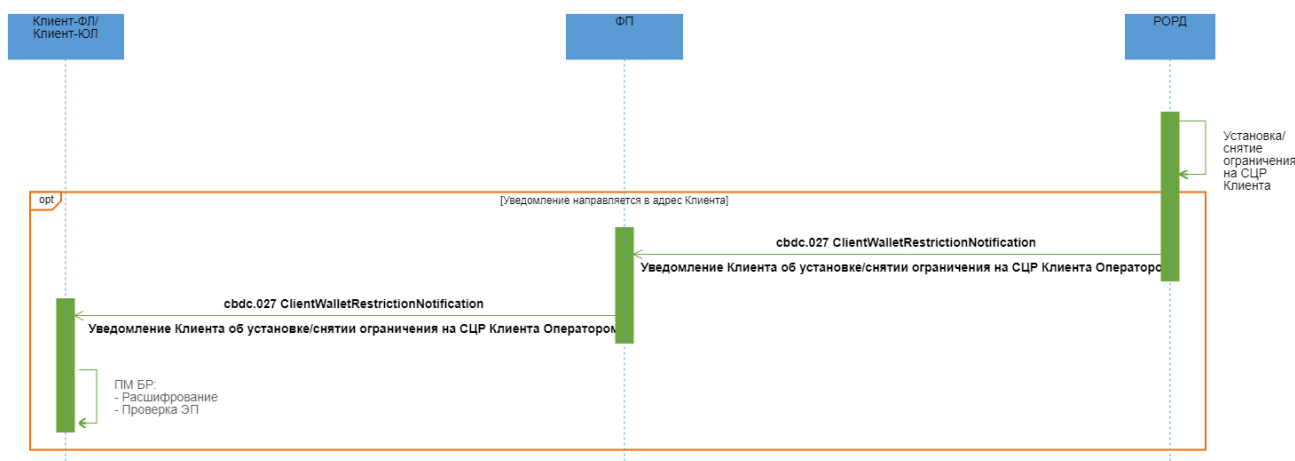 Клиент-ФЛ/
Клиент-ЮЛ
ФП
РОРД
Установка/
снятие
ограничения
на СЦР
Клиента
opt
[Уведомление направляется в адрес Клиента]
cbdc.027 ClientWalletRestrictionNotification
Уведомление Клиента об установке/снятии ограничения на СЦР Клиента Операторо
cbdc.027 ClientWalletRestrictionNotification
Уведомление Клиента об установке/снятии ограничения на СЦР Клиента Оператором
ПМ БР:
- Расшифрование
- Проверка ЭП